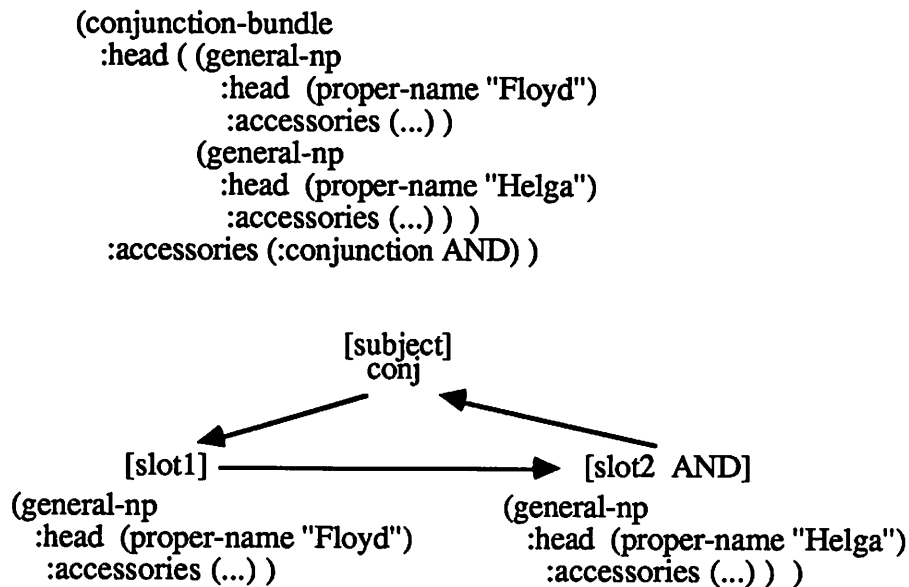 (conjunction-bundle
:head ( (general-np
:head (proper-name "Floyd")
:accessories (...) )
(general-np
:head (proper-name "Helga")
:accessories (...) ) )
:accessories (:conjunction AND) )
[subject]
conj
[slot1]
[slot2 AND]
(general-np
:head (proper-name "Floyd")
:accessories (...) )
(general-np
:head (proper-name "Helga")
:accessories (...) ) )